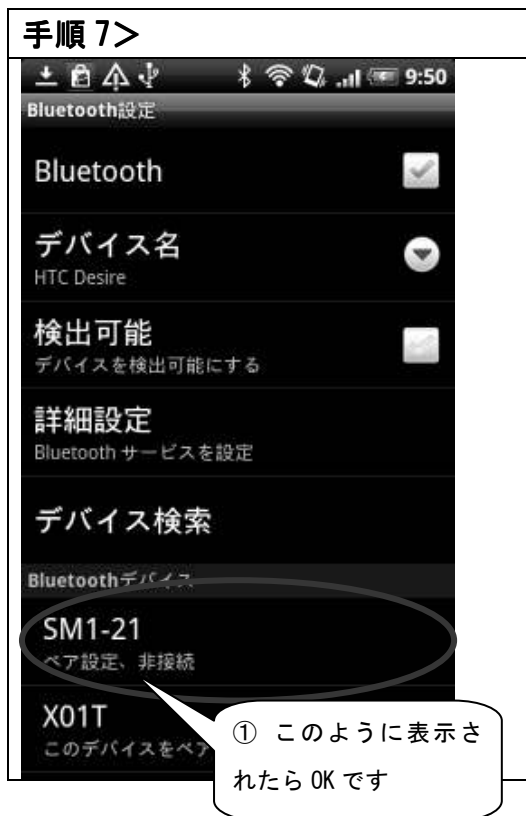 手順 7＞
9:50
Bluetooth設定
Bluetooth
デバイス名
HTC Desire
検出可能
デバイスを検出可能にする
詳細設定
Bluetooth サービスを設定
デバイス検索
Bluetoothデバイス
SM1-21
ペア設定、非接続
X01T
このデバイスをペア
① このように表示さ
れたら OK です